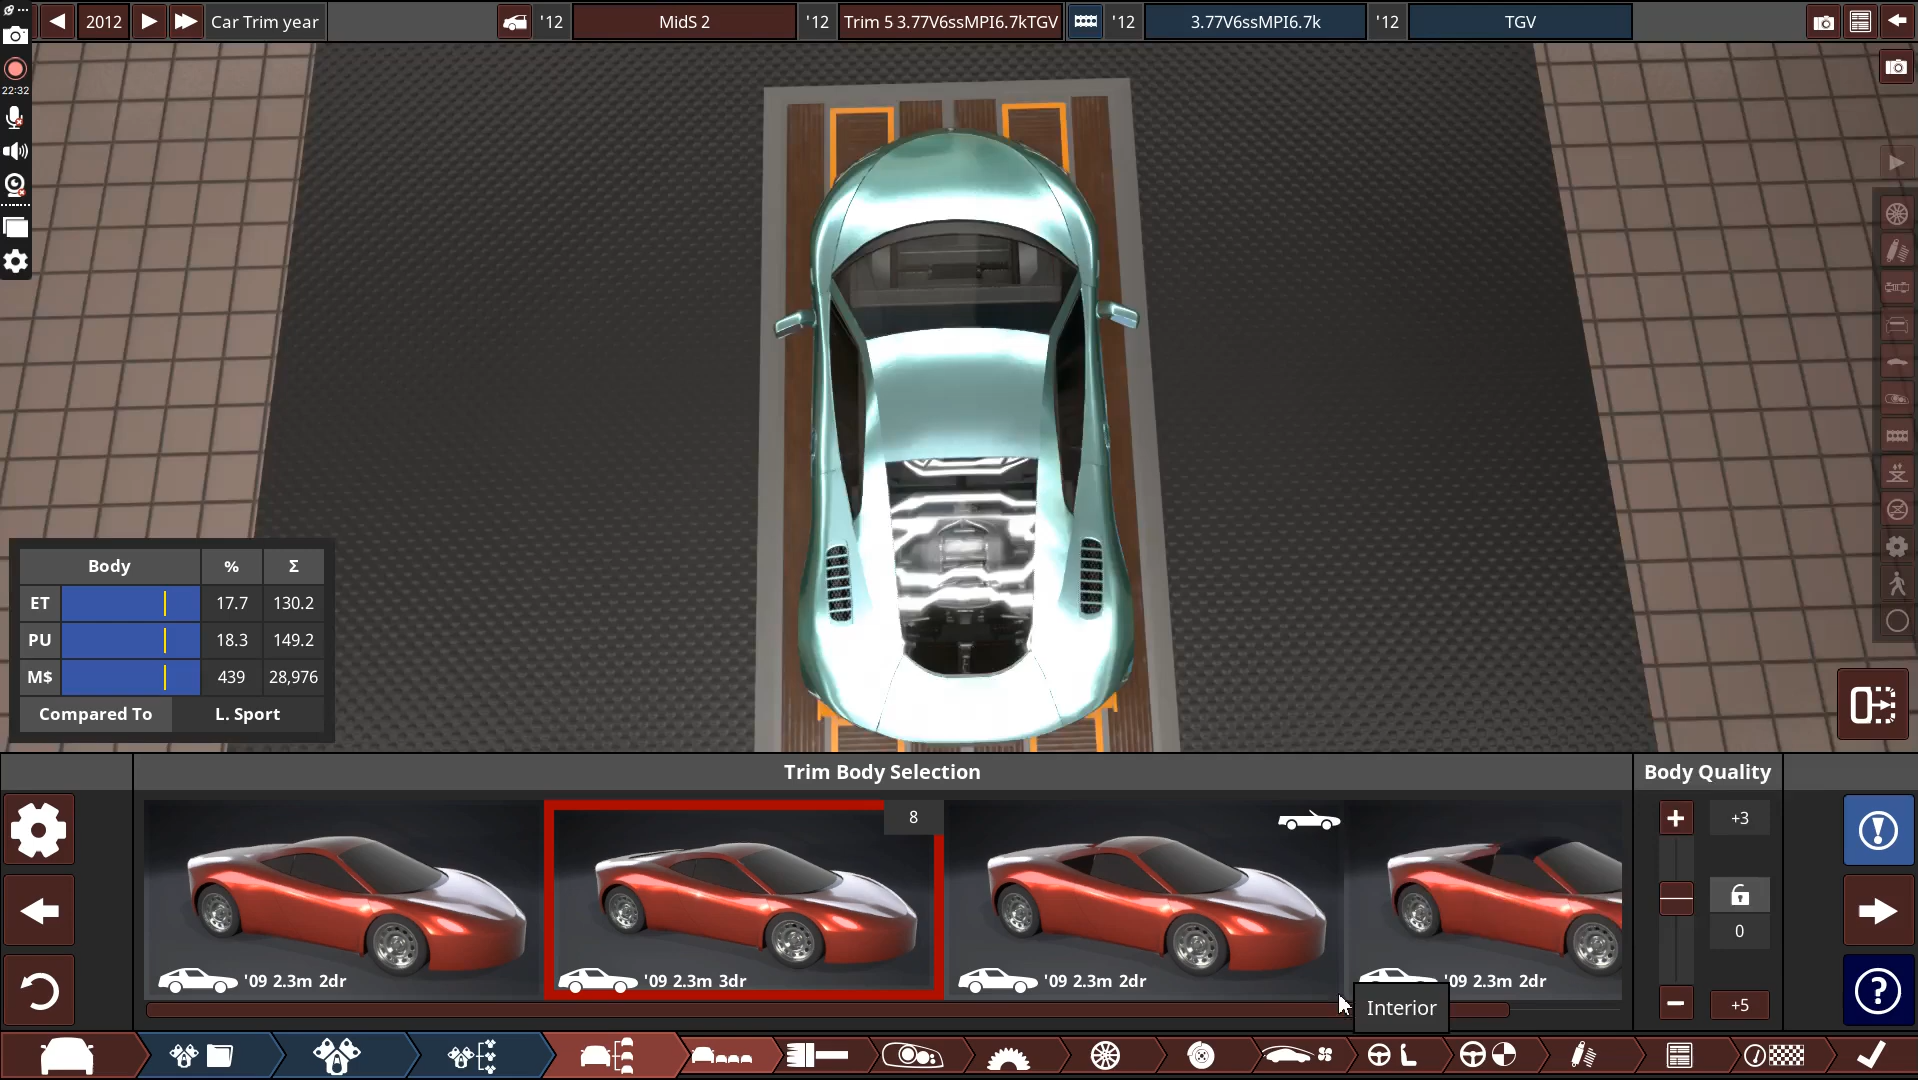 2012
Car Trim year
'12
MidS 2
'12
Trim 5 3.77V6ssMPI6.7kTGV
'12
3.77V6ssMPI6.7k
'12
TGV
22:32
Body % Σ
ET 17.7 130.2
PU 18.3 149.2
M$ 439 28,976
Compared To L. Sport
Trim Body Selection
Body Quality
8
'09 2.3m 2dr
'09 2.3m 3dr
'09 2.3m 2dr
'09 2.3m 2dr
+3
0
+5
Interior